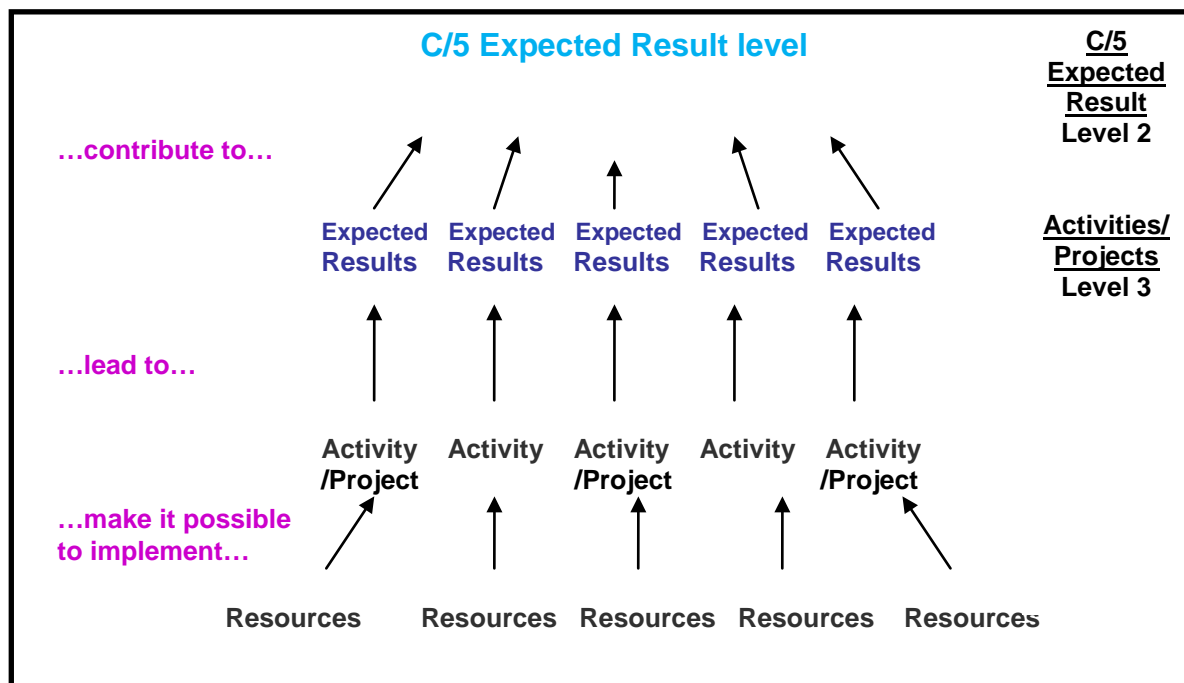 C/5 Expected Result level
C/5
Expected
Result
Level 2
…contribute to…
Expected Expected Expected Expected Expected
Results Results Results Results Results
Activities/
Projects
Level 3
…lead to…
Activity Activity Activity Activity Activity
/Project /Project /Project
…make it possible
to implement…
Resources Resources Resources Resources Resources